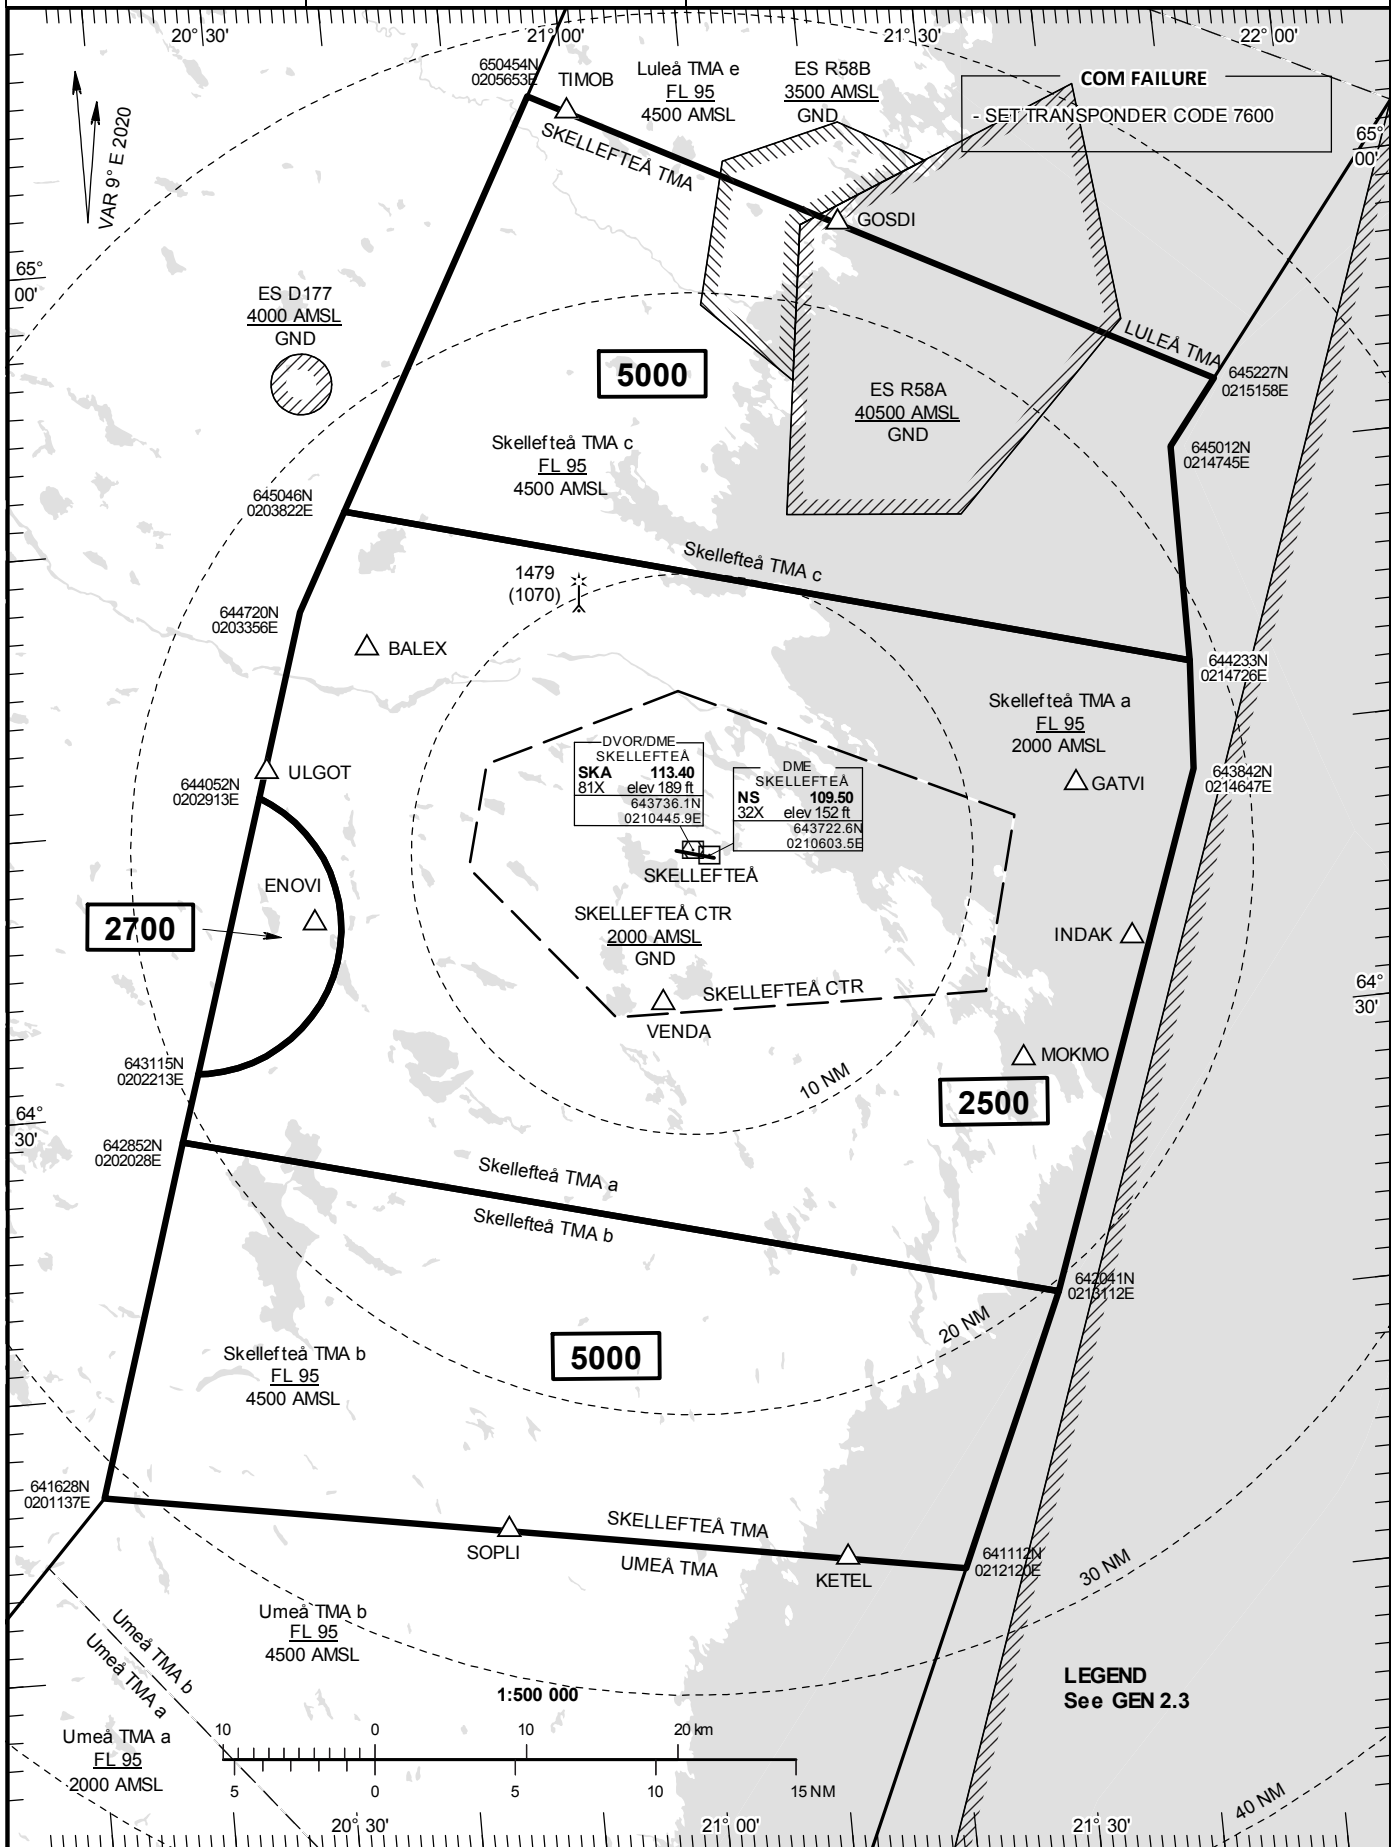 20° 30'
21° 00'
21° 30'
22° 00'
650454N
0205653E
TIMOB
Luleå TMA e
FL 95
4500 AMSL
ES R58B
3500 AMSL
GND
COM FAILURE
- SET TRANSPONDER CODE 7600
65°
00'
VAR 9° E 2020
SKELLEFTEÅ TMA
GOSDI
65°
00'
ES D177
4000 AMSL
GND
5000
LULEÅ TMA
645227N
0215158E
ES R58A
40500 AMSL
GND
Skellefteå TMA c
FL 95
4500 AMSL
645012N
0214745E
645046N
0203822E
Skellefteå TMA c
1479
(1070)
644720N
0203356E
BALEX
644233N
0214726E
Skellefteå TMA a
FL 95
2000 AMSL
ULGOT
644052N
0202913E
DVOR/DME
SKELLEFTEÅ
SKA 113.40
81X elev 189 ft
643736.1N
0210445.9E
DME
SKELLEFTEÅ
NS 109.50
32X elev 152 ft
643722.6N
0210603.5E
GATVI
643842N
0214647E
SKELLEFTEÅ
ENOVI
2700
SKELLEFTEÅ CTR
2000 AMSL
GND
INDAK
SKELLEFTEÅ CTR
VENDA
64°
30'
MOKMO
643115N
0202213E
10 NM
2500
64°
30'
642852N
0202028E
Skellefteå TMA a
Skellefteå TMA b
642041N
0213112E
20 NM
Skellefteå TMA b
FL 95
4500 AMSL
5000
641628N
0201137E
SKELLEFTEÅ TMA
SOPLI
UMEÅ TMA
KETEL
641112N
0212120E
30 NM
Umeå TMA b
FL 95
4500 AMSL
Umeå TMA b
Umeå TMA a
LEGEND
See GEN 2.3
1:500 000
Umeå TMA a
FL 95
2000 AMSL
10 0 10 20 km
5 0 5 10 15 NM
40 NM
20° 30'
21° 00'
21° 30'